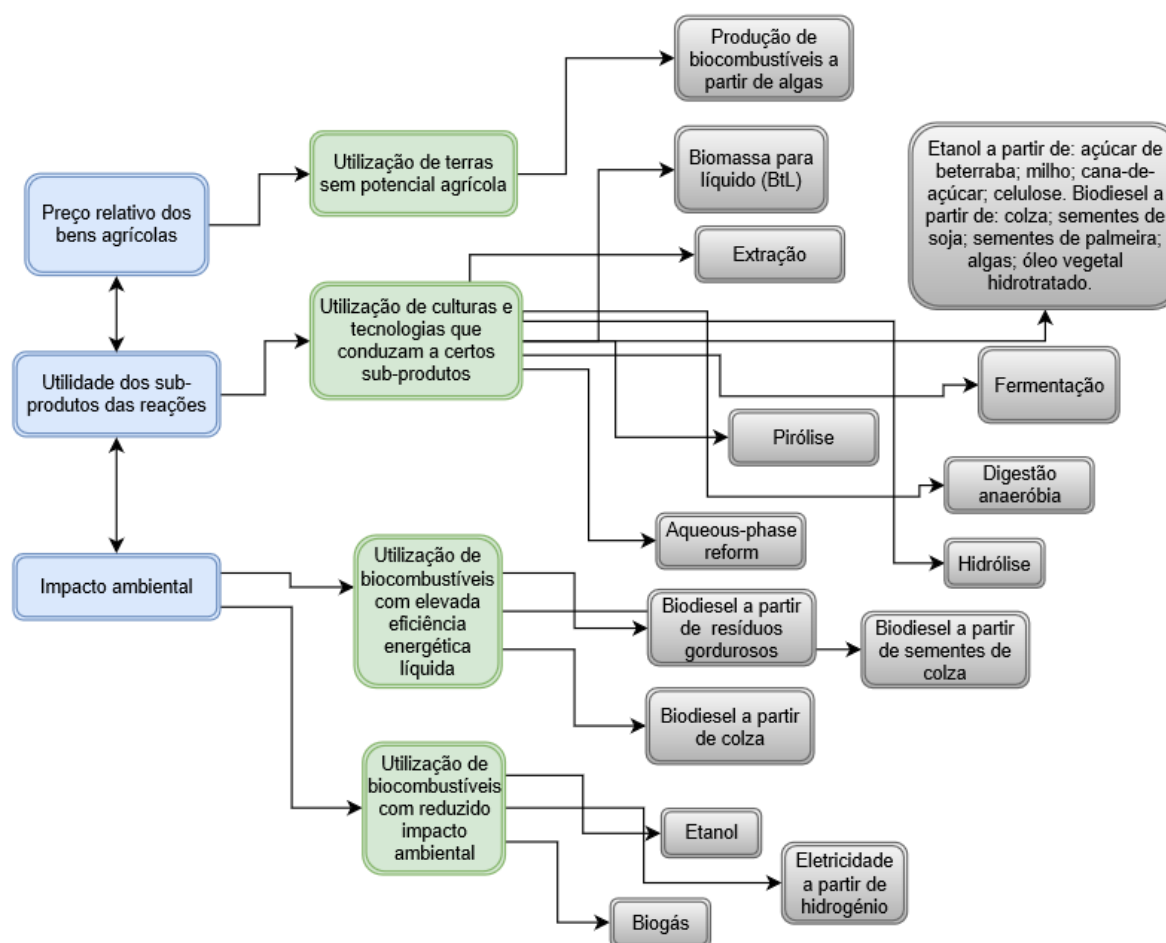 Produção de
biocombustíveis a
partir de algas
Utilização de terras
sem potencial agrícola
Biomassa para
líquido (BtL)
Etanol a partir de: açúcar de
beterraba; milho; cana-de-
açúcar; celulose. Biodiesel a
partir de: colza; sementes de
soja; sementes de palmeira;
algas; óleo vegetal
hidrotratado.
Preço relativo dos
bens agrícolas
Extração
Utilização de culturas e
tecnologias que
conduzam a certos
sub-produtos
Utilidade dos sub-
produtos das reações
Fermentação
Pirólise
Digestão
anaeróbia
Aqueous-phase
reform
Hidrólise
Impacto ambiental
Utilização de
biocombustíveis
com elevada
eficiência
energética
líquida
Biodiesel a partir
de resíduos
gordurosos
Biodiesel a partir
de sementes de
colza
Biodiesel a partir
de colza
Utilização de
biocombustíveis
com reduzido
impacto
ambiental
Etanol
Eletricidade
a partir de
hidrogénio
Biogás